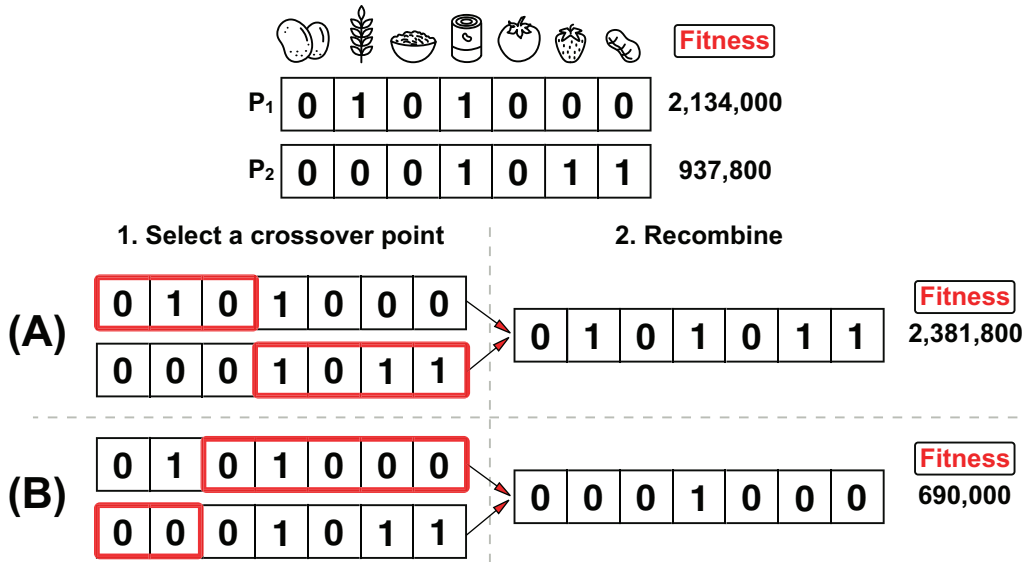 Fitness
P1 0 1 0 1 0 0 0 2,134,000
P2 0 0 0 1 0 1 1 937,800
1. Select a crossover point 2. Recombine
(A)
0 1 0 1 0 0 0
0 0 0 1 0 1 1
0 1 0 1 0 1 1
Fitness
2,381,800
(B)
0 1 0 1 0 0 0
0 0 0 1 0 1 1
0 0 0 1 0 0 0
Fitness
690,000